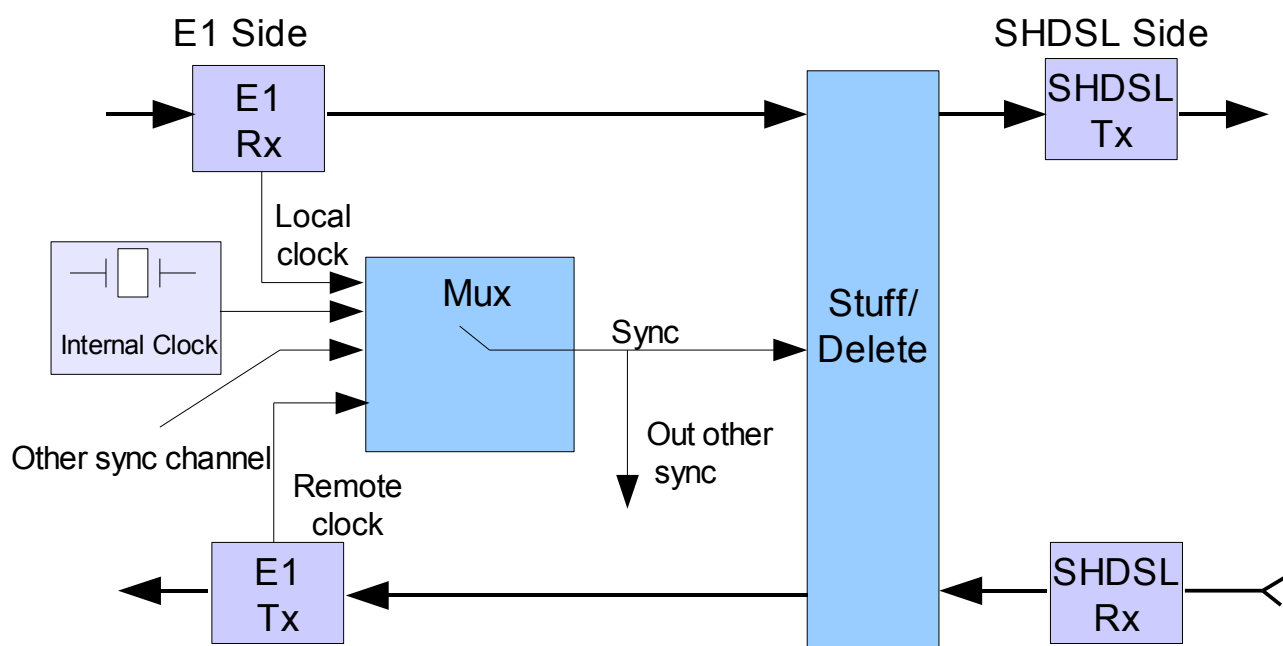 E1 Side
SHDSL Side
E1
Rx
SHDSL
Tx
Local
clock
Internal Clock
Mux
Sync
Stuff/
Delete
Other sync channel
Out other
sync
Remote
clock
E1
Tx
SHDSL
Rx